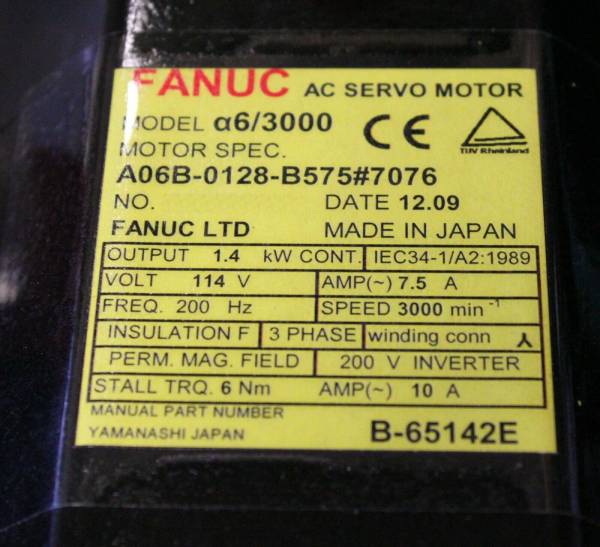 FANUC AC SERVO MOTOR
MODEL α6/3000 CE
TÜV Rheinland
MOTOR SPEC.
A06B-0128-B575#7076
NO. DATE 12.09
FANUC LTD MADE IN JAPAN
OUTPUT 1.4 kW CONT. IEC34-1/A2:1989
VOLT 114 V AMP(~) 7.5 A
FREQ. 200 Hz SPEED 3000 min⁻¹
INSULATION F 3 PHASE winding conn
PERM. MAG. FIELD 200 V INVERTER
STALL TRQ. 6 Nm AMP(~) 10 A
MANUAL PART NUMBER
YAMANASHI JAPAN B-65142E